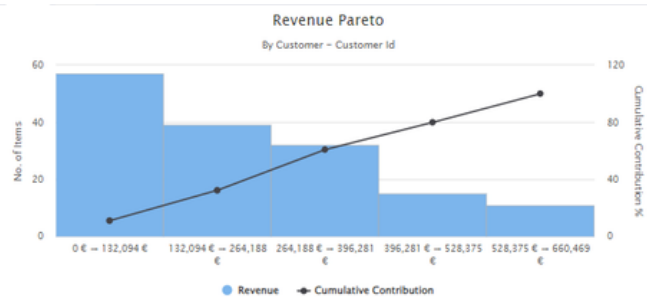 Revenue Pareto
By Customer - Customer Id
60
120
40
80
20
40
0
0
No. of Items
Cumulative Contribution %
0 € → 132,094 €
132,094 € → 264,188 €
264,188 € → 396,281 €
396,281 € → 528,375 €
528,375 € → 660,469 €
Revenue
Cumulative Contribution